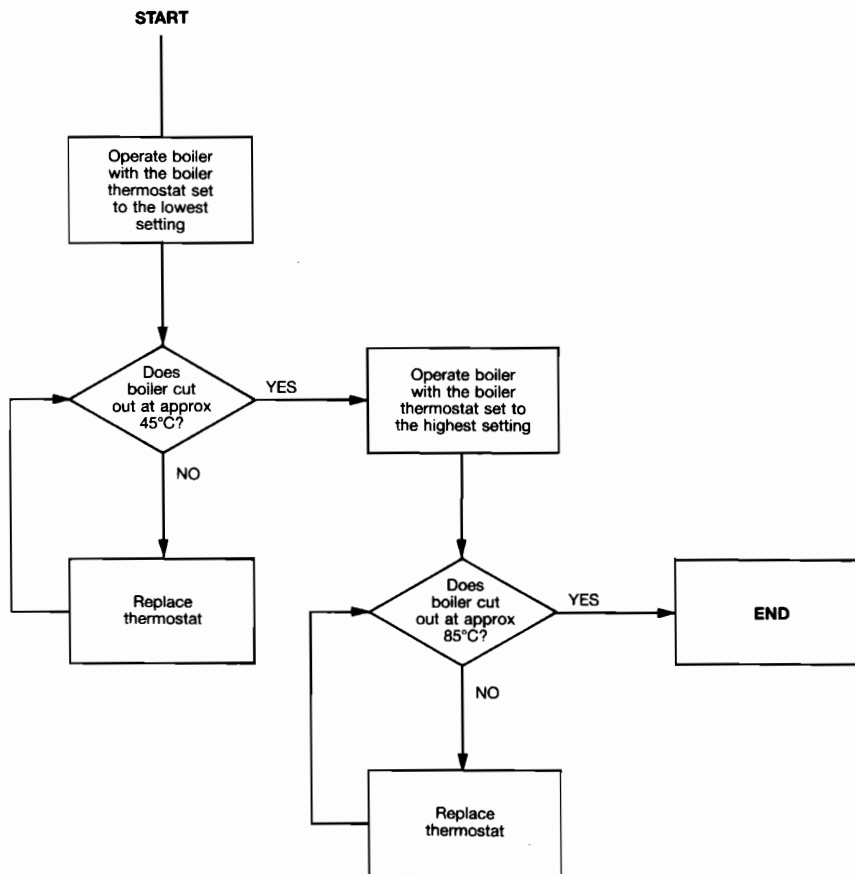 START
Operate boiler
with the boiler
thermostat set
to the lowest
setting
Does
boiler cut
out at approx
45°C?
YES
NO
Replace
thermostat
Operate boiler
with the boiler
thermostat set to
the highest setting
Does
boiler cut
out at approx
85°C?
YES
NO
Replace
thermostat
END